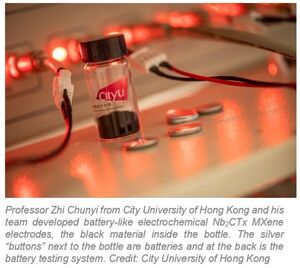 CityU
Professor Zhi Chunyi from City University of Hong Kong and his
team developed battery-like electrochemical Nb₂CTx MXene
electrodes, the black material inside the bottle. The silver
“buttons” next to the bottle are batteries and at the back is the
battery testing system. Credit: City University of Hong Kong